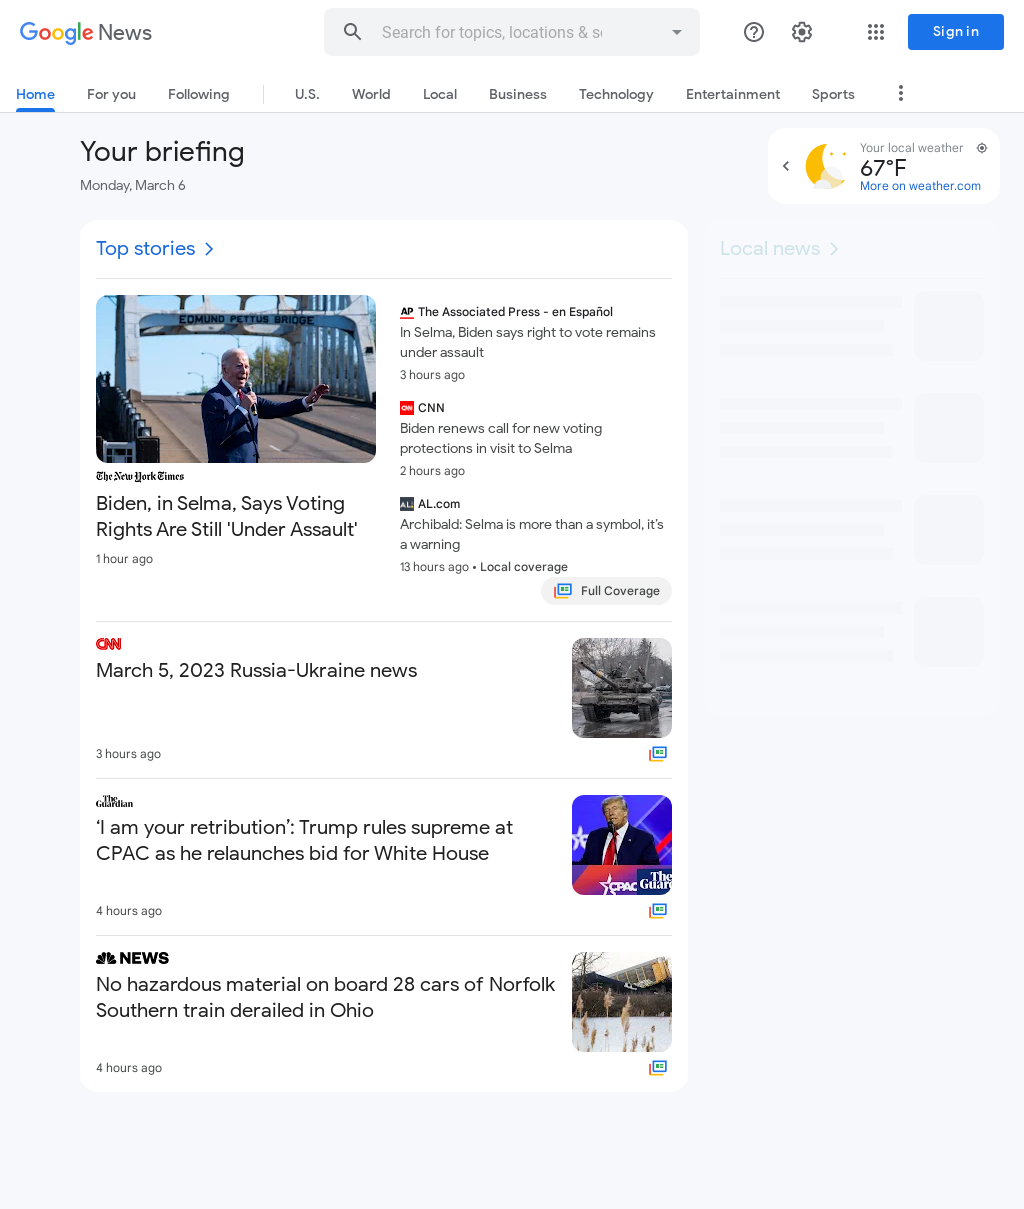 Google News
Search for topics, locations & so
Sign in
Home
For you
Following
U.S.
World
Local
Business
Technology
Entertainment
Sports
Your briefing
Monday, March 6
Your local weather
67°F
More on weather.com
Top stories
Local news
EDMUND PETTUS BRIDGE
The New York Times
Biden, in Selma, Says Voting
Rights Are Still 'Under Assault'
1 hour ago
AP The Associated Press - en Español
In Selma, Biden says right to vote remains
under assault
3 hours ago
CNN CNN
Biden renews call for new voting
protections in visit to Selma
2 hours ago
AL. AL.com
Archibald: Selma is more than a symbol, it’s
a warning
13 hours ago • Local coverage
Full Coverage
CNN
March 5, 2023 Russia-Ukraine news
3 hours ago
The
Guardian
‘I am your retribution’: Trump rules supreme at
CPAC as he relaunches bid for White House
CPAC
The
Guar
4 hours ago
NEWS
No hazardous material on board 28 cars of Norfolk
Southern train derailed in Ohio
4 hours ago